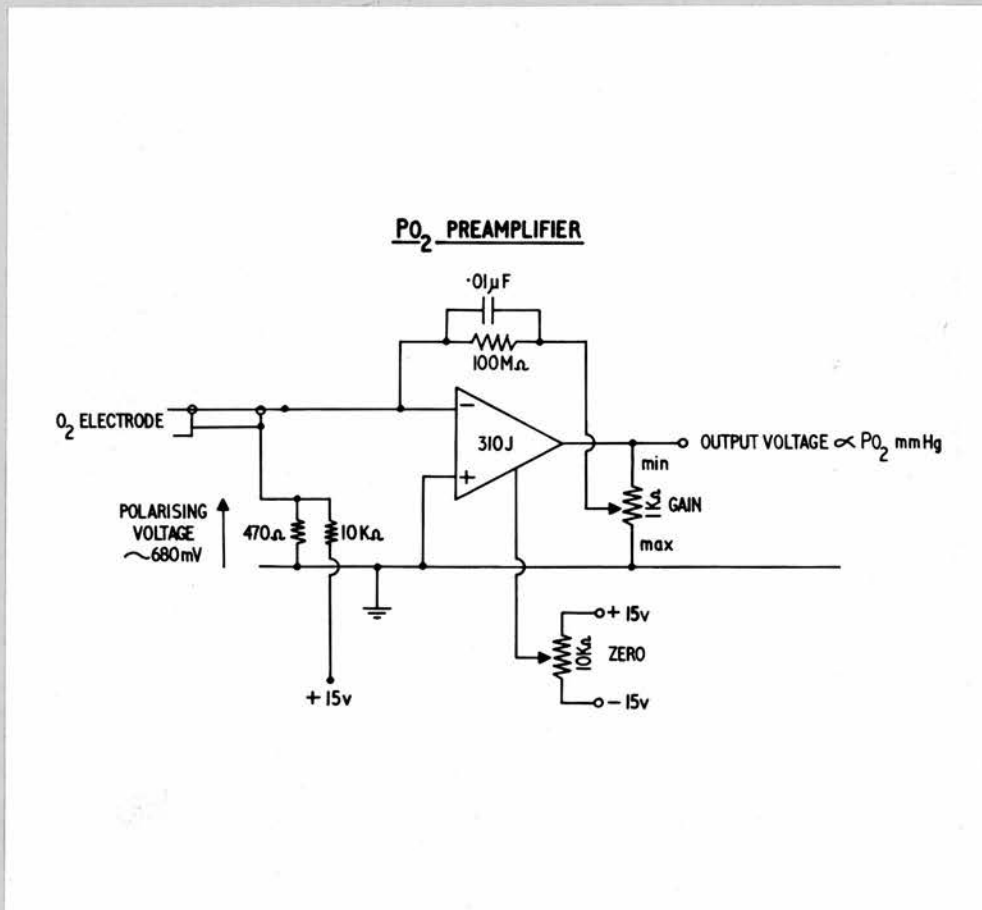 PO₂ PREAMPLIFIER
·01µF
100MΩ
O₂ ELECTRODE
−
310J
+
OUTPUT VOLTAGE ∝ PO₂ mmHg
min
1KΩ
GAIN
max
POLARISING
VOLTAGE
~680mV
470Ω
10KΩ
+15v
+15v
10KΩ
ZERO
−15v